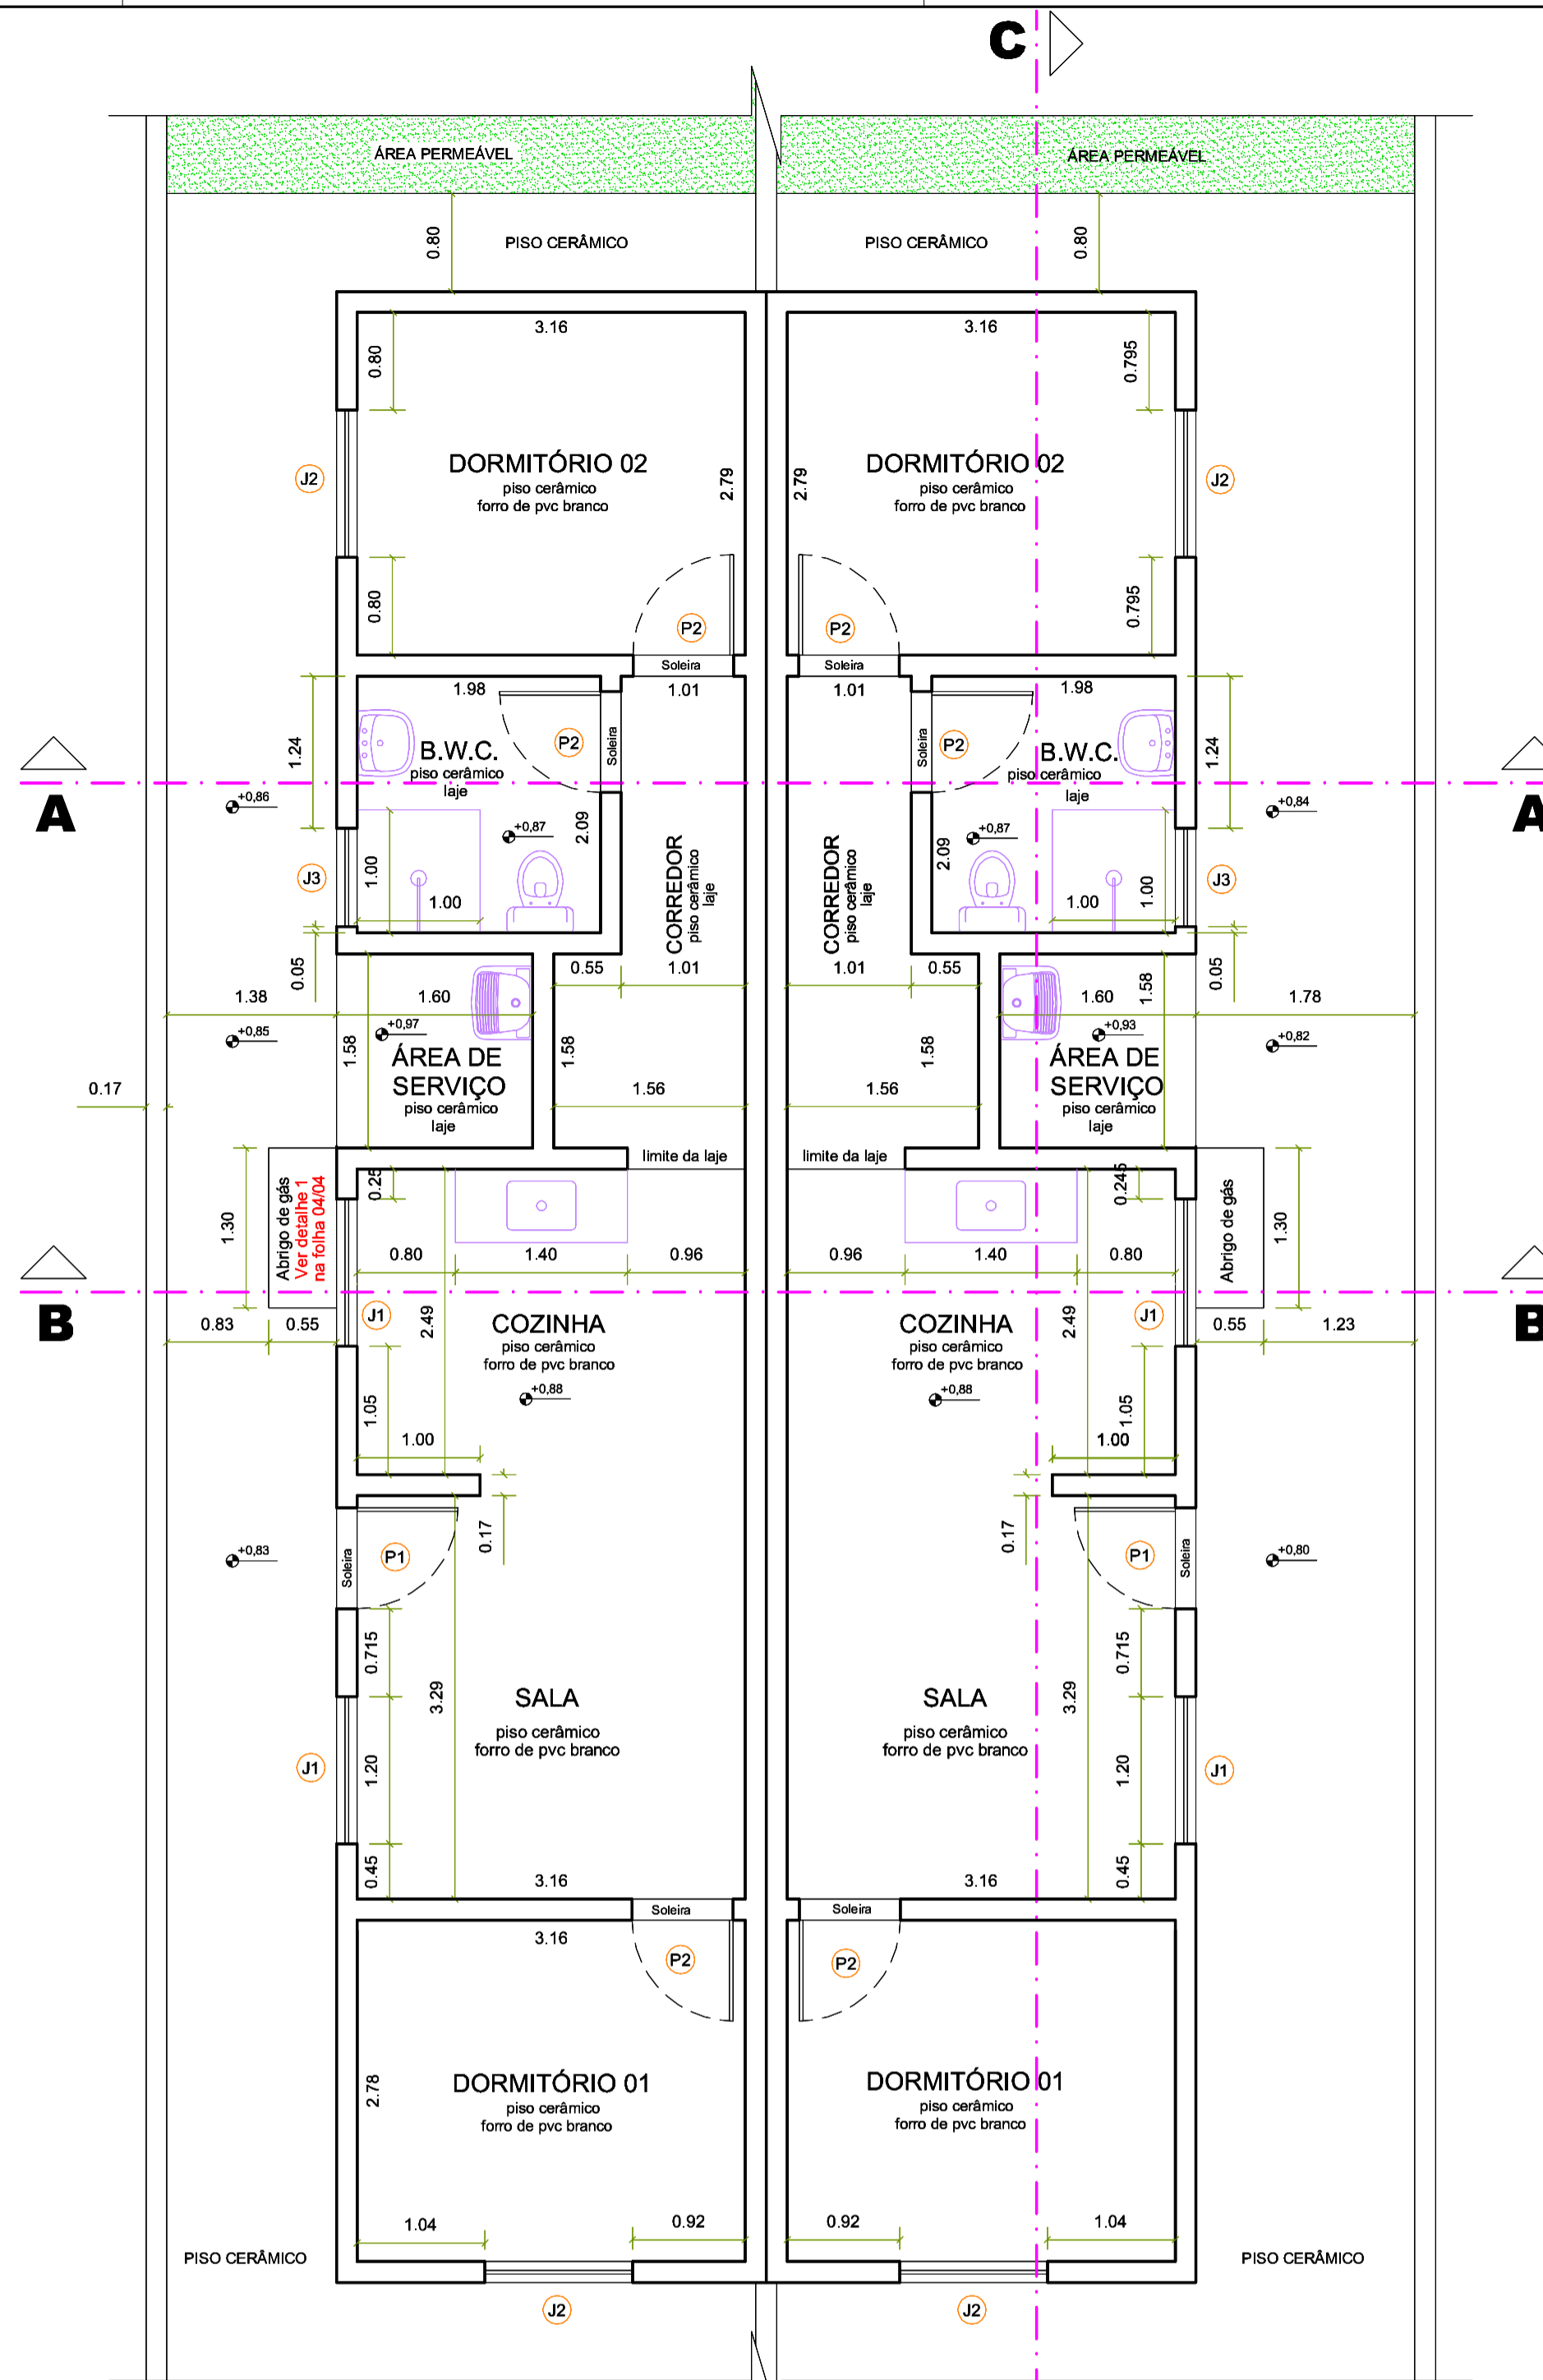 C
ÁREA PERMEÁVEL
ÁREA PERMEÁVEL
0.80
PISO CERÂMICO
PISO CERÂMICO
0.80
3.16
3.16
0.80
0.795
DORMITÓRIO 02
piso cerâmico
forro de pvc branco
2.79
2.79
DORMITÓRIO 02
piso cerâmico
forro de pvc branco
J2
J2
0.80
0.795
P2
P2
Soleira
Soleira
1.98
1.01
1.01
1.98
1.24
B.W.C.
piso cerâmico
laje
P2
Soleira
Soleira
P2
B.W.C.
piso cerâmico
laje
1.24
A
A
+0,86
+0,84
+0,87
2.09
CORREDOR
piso cerâmico
laje
CORREDOR
piso cerâmico
laje
2.09
+0,87
J3
1.00
1.00
1.00
1.00
J3
0.05
0.55
1.01
1.01
0.55
0.05
1.38
1.60
1.60
1.58
1.78
+0,85
+0,97
+0,93
+0,82
1.58
ÁREA DE
SERVIÇO
piso cerâmico
laje
1.58
1.58
ÁREA DE
SERVIÇO
piso cerâmico
laje
0.17
1.56
1.56
limite da laje
limite da laje
0.25
0.245
1.30
Abrigo de gás
Ver detalhe 1
na folha 04/04
Abrigo de gás
1.30
0.80
1.40
0.96
0.96
1.40
0.80
B
B
0.83
0.55
J1
2.49
COZINHA
piso cerâmico
forro de pvc branco
COZINHA
piso cerâmico
forro de pvc branco
2.49
J1
0.55
1.23
+0,88
+0,88
1.05
1.00
1.05
1.00
0.17
0.17
+0,83
Soleira
P1
P1
Soleira
+0,80
0.715
0.715
3.29
SALA
piso cerâmico
forro de pvc branco
SALA
piso cerâmico
forro de pvc branco
3.29
J1
1.20
1.20
J1
0.45
3.16
3.16
0.45
Soleira
Soleira
3.16
P2
P2
2.78
DORMITÓRIO 01
piso cerâmico
forro de pvc branco
DORMITÓRIO 01
piso cerâmico
forro de pvc branco
1.04
0.92
0.92
1.04
PISO CERÂMICO
PISO CERÂMICO
J2
J2